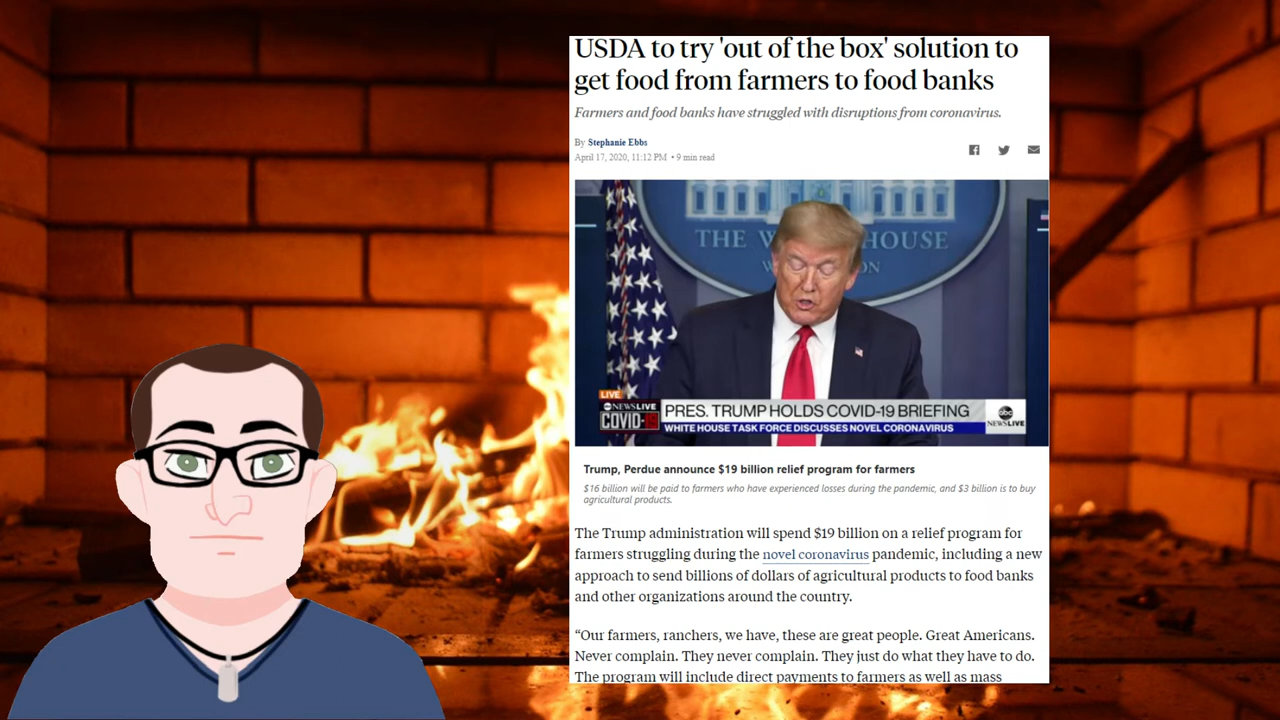 USDA to try 'out of the box' solution to
get food from farmers to food banks
Farmers and food banks have struggled with disruptions from coronavirus.
By Stephanie Ebbs
April 17, 2020, 11:12 PM • 9 min read
THE W HOUSE
W ON
LIVE
abc NEWS LIVE
COVID-19
PRES. TRUMP HOLDS COVID-19 BRIEFING
WHITE HOUSE TASK FORCE DISCUSSES NOVEL CORONAVIRUS
abc
NEWS LIVE
Trump, Perdue announce $19 billion relief program for farmers
$16 billion will be paid to farmers who have experienced losses during the pandemic, and $3 billion is to buy
agricultural products.
The Trump administration will spend $19 billion on a relief program for
farmers struggling during the novel coronavirus pandemic, including a new
approach to send billions of dollars of agricultural products to food banks
and other organizations around the country.
“Our farmers, ranchers, we have, these are great people. Great Americans.
Never complain. They never complain. They just do what they have to do.
The program will include direct payments to farmers as well as mass